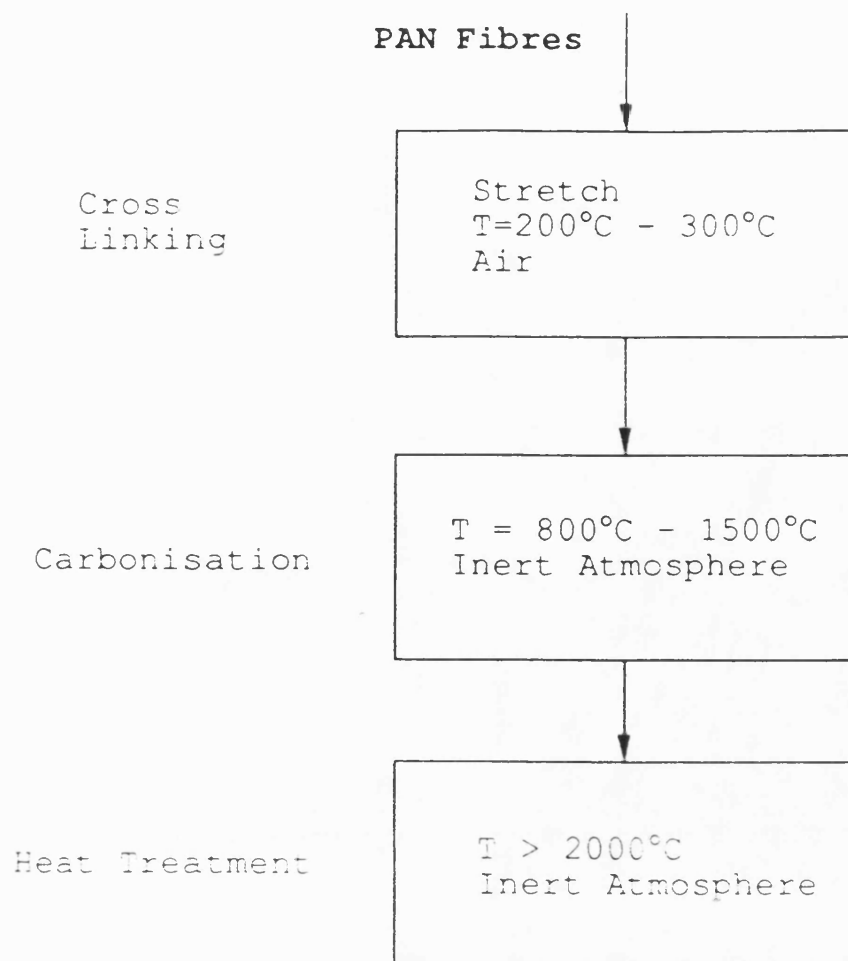 PAN Fibres
Cross
Linking
Stretch
T=200°C - 300°C
Air
Carbonisation
T = 800°C - 1500°C
Inert Atmosphere
Heat Treatment
T > 2000°C
Inert Atmosphere